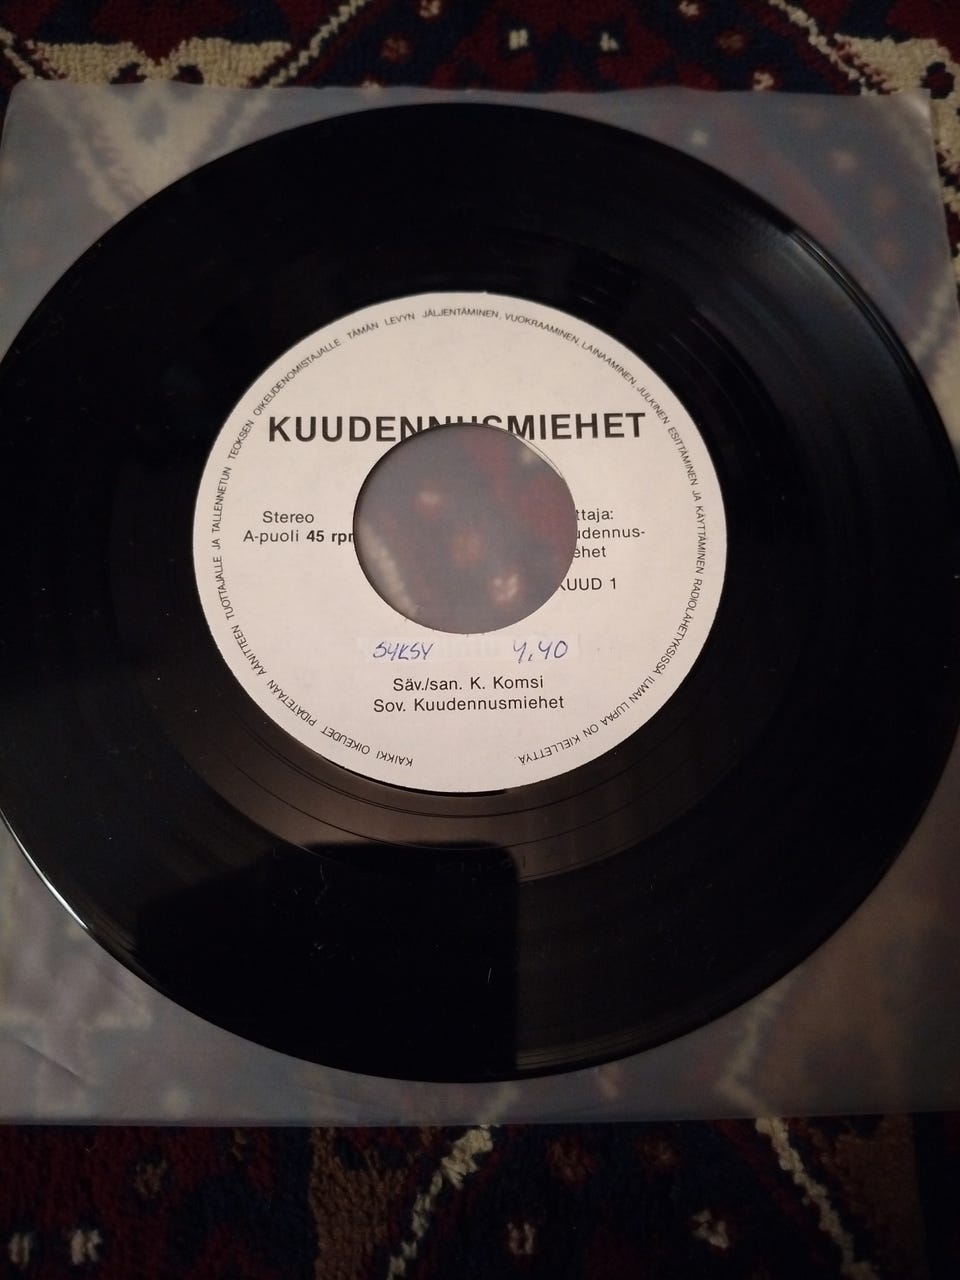 KAIKKI OIKEUDET PIDÄTETÄÄN ÄÄNITTEEN TUOTTAJALLE JA TALLENNETUN TEOKSEN OIKEUDENOMISTAJALLE TÄMÄN LEVYN JÄLJENTÄMINEN, VUOKRAAMINEN, LAINAAMINEN, JULKINEN ESITTÄMINEN JA KÄYTTÄMINEN RADIOLÄHETYKSISSÄ ILMAN LUPAA ON KIELLETTYÄ.
KUUDENNUSMIEHET
Stereo
A-puoli 45 rpm
ttaja:
udennus-
ehet
KUUD 1
SYKSY 4,40
Säv./san. K. Komsi
Sov. Kuudennusmiehet